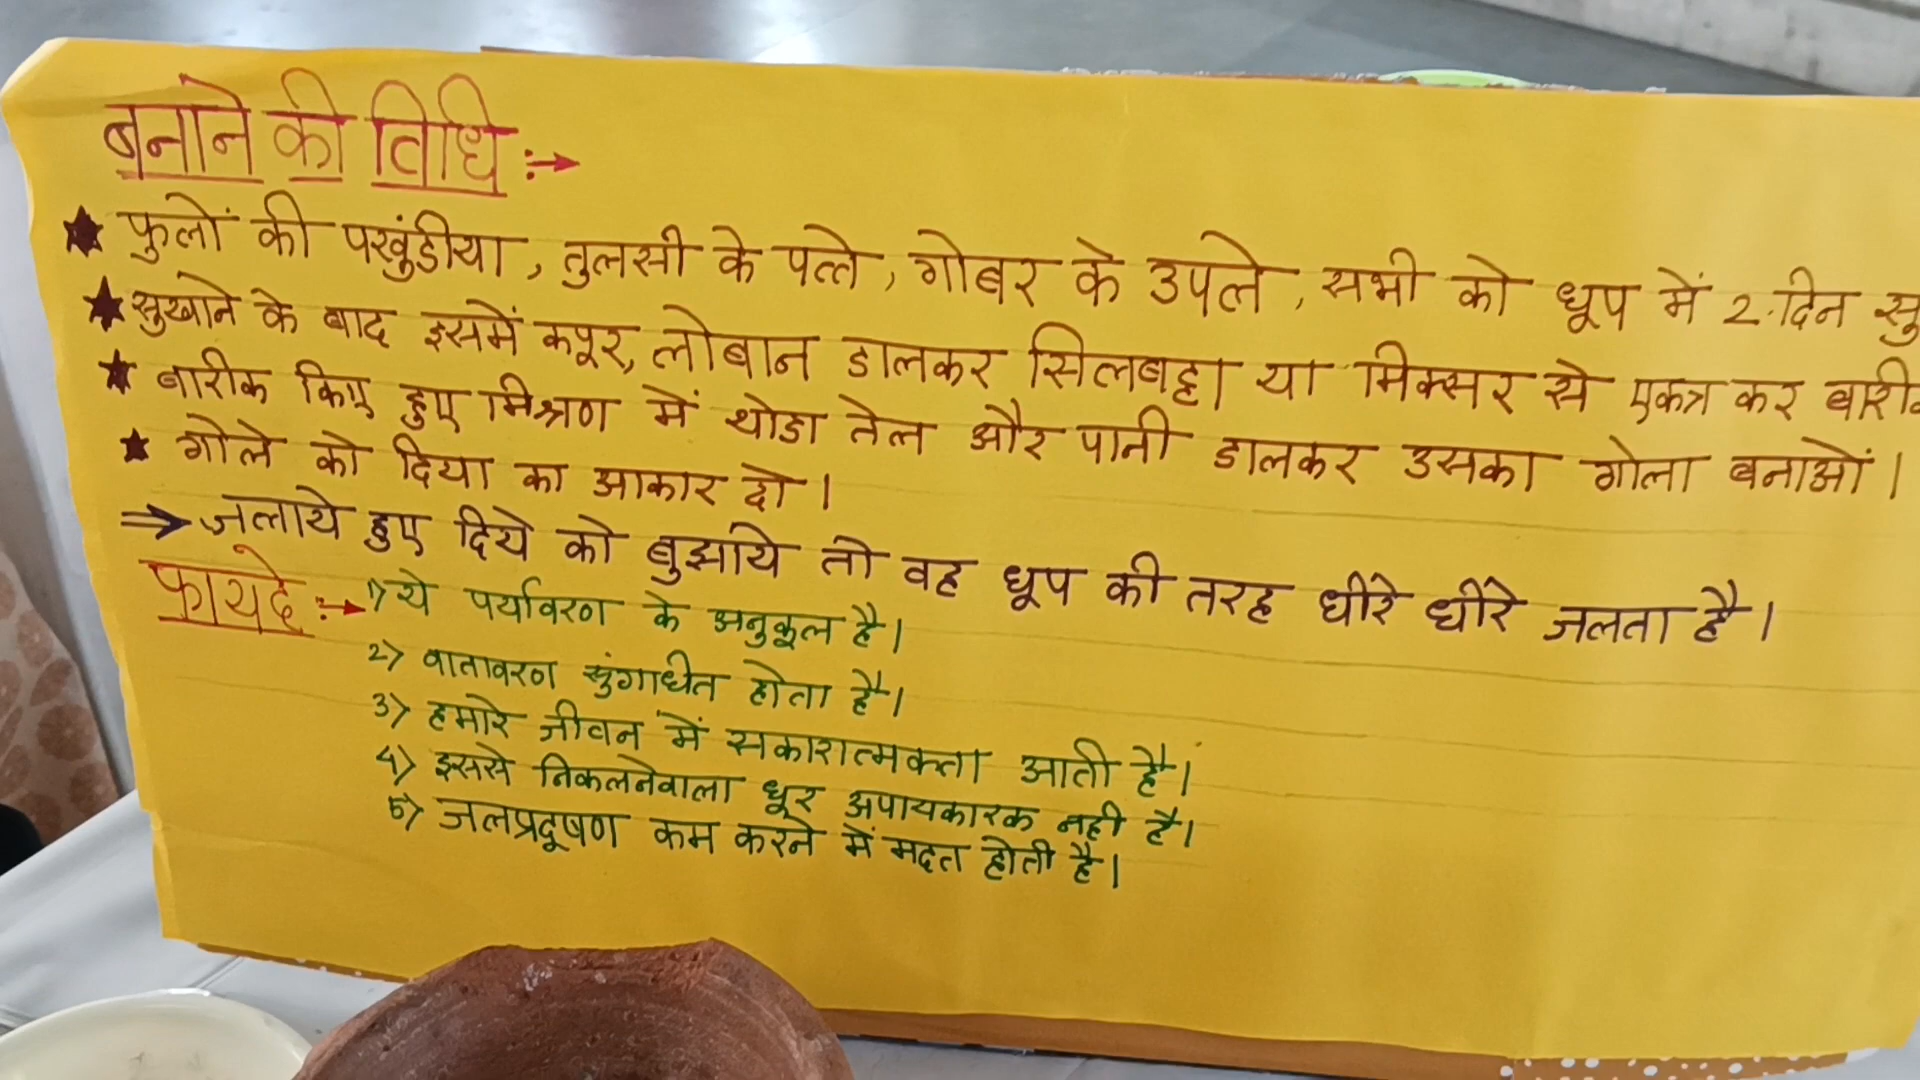 बनाने की विधि :→
★ फुलों की पखुंडीया , तुलसी के पत्ते , गोबर के उपले , सभी को धूप में 2 दिन सु
★ सुखाने के बाद इसमें कपूर, लोबान डालकर सिलबट्टा या मिक्सर से एकत्र कर बारीक
★ बारीक किए हुए मिश्रण में थोडा तेल और पानी डालकर उसका गोला बनाओं।
★ गोले को दिया का आकार दो।
⇒ जलाये हुए दिये को बुझाये तो वह धूप की तरह धीरे धीरे जलता है।
फायदे :→ 1) ये पर्यावरण के अनुकूल है।
2) वातावरण सुंगाधीत होता है।
3) हमारे जीवन में सकारात्मकता आती है।
4) इससे निकलनेवाला धूर अपायकारक नही है।
5) जलप्रदूषण कम करने में मदत होती है।